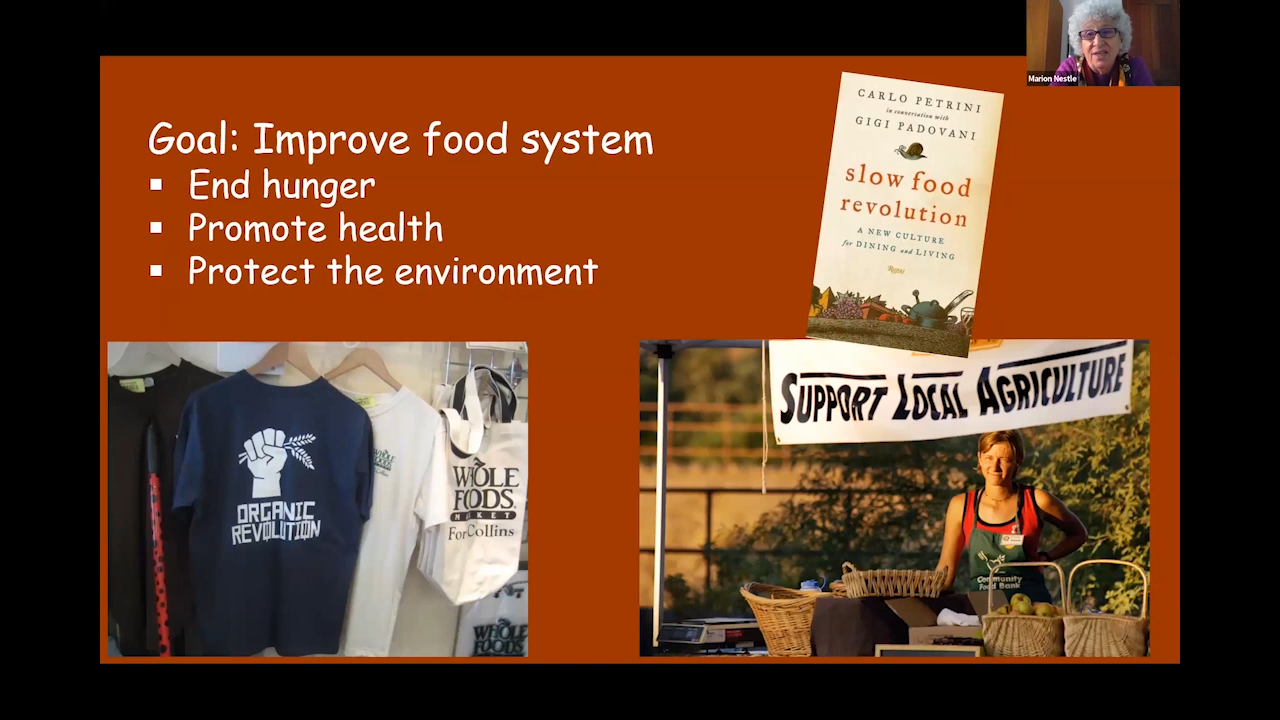 Marion Nestle
Goal: Improve food system
End hunger
Promote health
Protect the environment
CARLO PETRINI
in conversation with
GIGI PADOVANI
slow food
revolution
A NEW CULTURE
for DINING and LIVING
SUPPORT LOCAL AGRICULTURE
ORGANIC
REVOLUTION
WHOLE
FOODS
MARKET
Fort Collins
WHOLE
FOODS
WHOLE
FOODS
Community
Food Bank